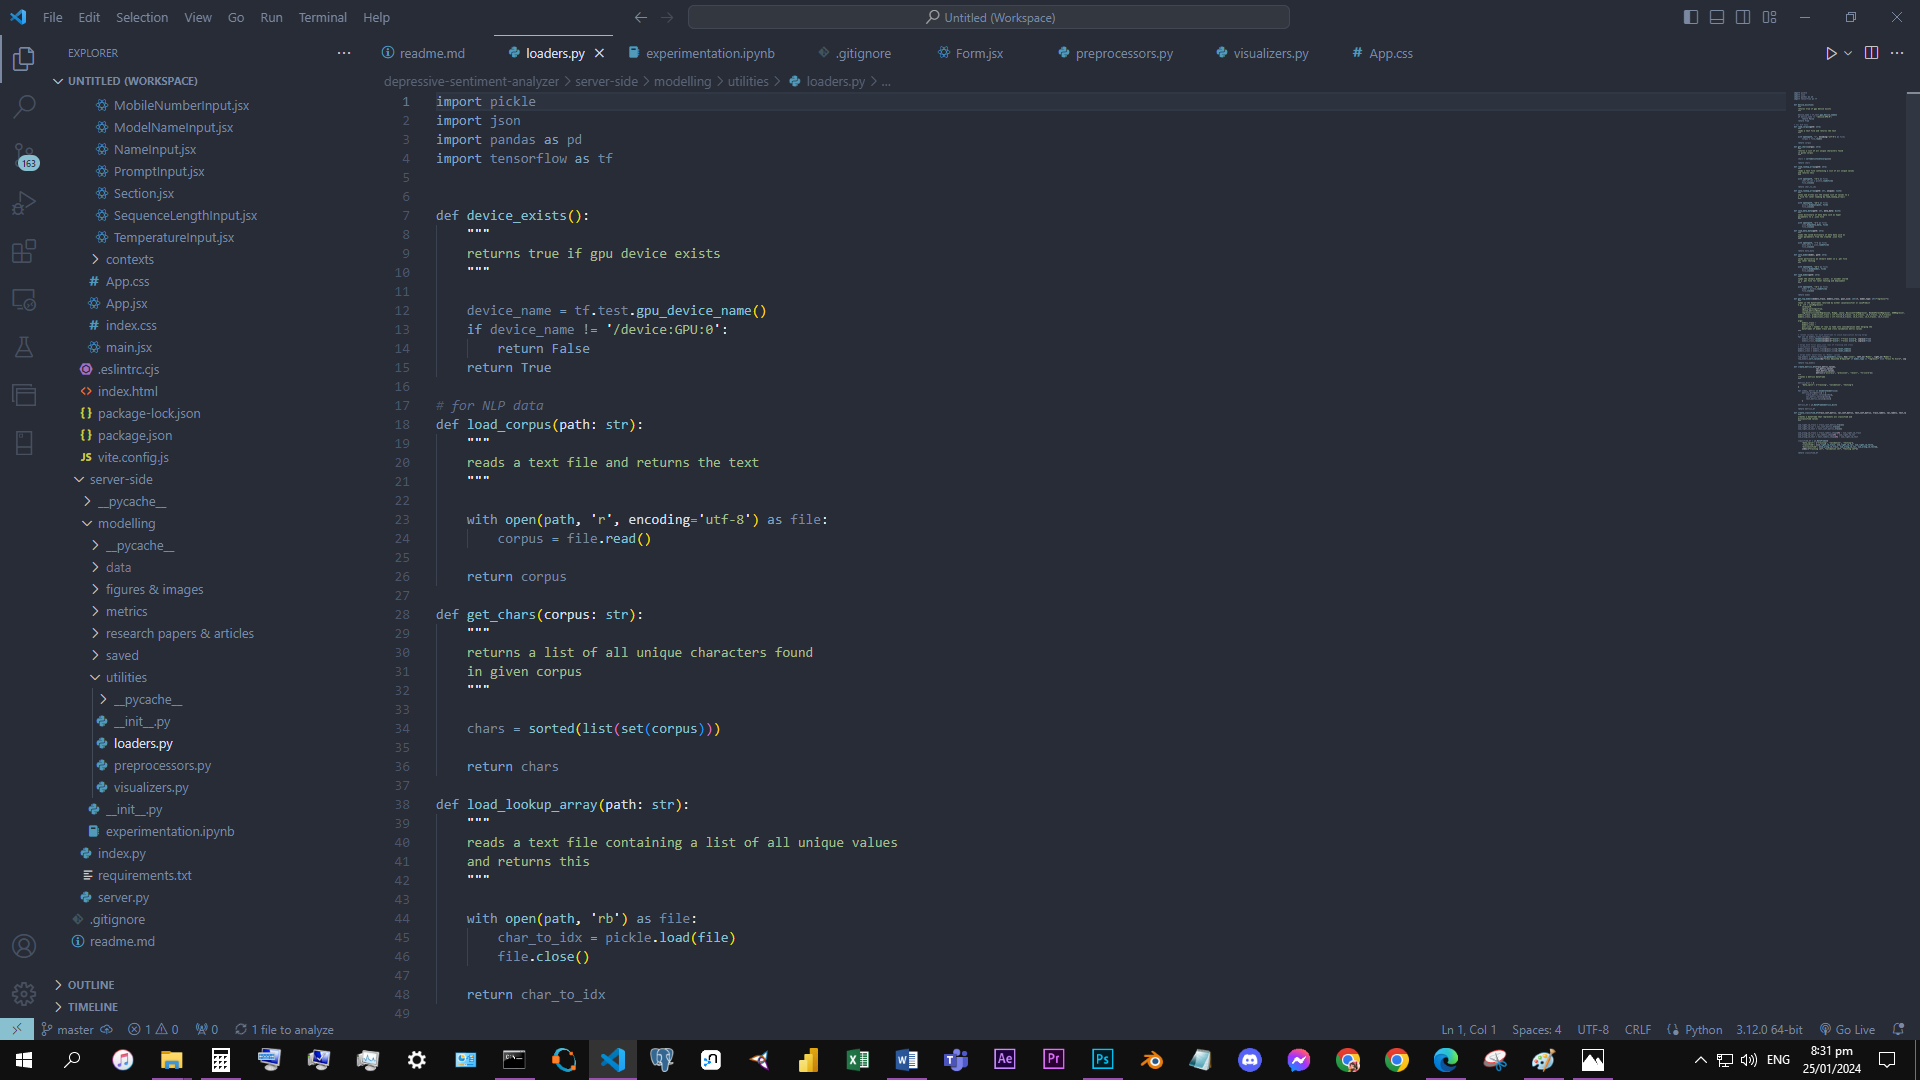 File Edit Selection View Go Run Terminal Help
Untitled (Workspace)
EXPLORER
readme.md
loaders.py
experimentation.ipynb
.gitignore
Form.jsx
preprocessors.py
visualizers.py
App.css
UNTITLED (WORKSPACE)
depressive-sentiment-analyzer > server-side > modelling > utilities > loaders.py > ...
MobileNumberInput.jsx
ModelNameInput.jsx
NameInput.jsx
PromptInput.jsx
Section.jsx
SequenceLengthInput.jsx
TemperatureInput.jsx
contexts
App.css
App.jsx
index.css
main.jsx
.eslintrc.cjs
index.html
package-lock.json
package.json
vite.config.js
server-side
__pycache__
modelling
__pycache__
data
figures & images
metrics
research papers & articles
saved
utilities
__pycache__
__init__.py
loaders.py
preprocessors.py
visualizers.py
__init__.py
experimentation.ipynb
index.py
requirements.txt
server.py
.gitignore
readme.md
OUTLINE
TIMELINE
163
1 import pickle
2 import json
3 import pandas as pd
4 import tensorflow as tf
5
6
7 def device_exists():
8 """
9 returns true if gpu device exists
10 """
11
12 device_name = tf.test.gpu_device_name()
13 if device_name != '/device:GPU:0':
14 return False
15 return True
16
17 # for NLP data
18 def load_corpus(path: str):
19 """
20 reads a text file and returns the text
21 """
22
23 with open(path, 'r', encoding='utf-8') as file:
24 corpus = file.read()
25
26 return corpus
27
28 def get_chars(corpus: str):
29 """
30 returns a list of all unique characters found
31 in given corpus
32 """
33
34 chars = sorted(list(set(corpus)))
35
36 return chars
37
38 def load_lookup_array(path: str):
39 """
40 reads a text file containing a list of all unique values
41 and returns this
42 """
43
44 with open(path, 'rb') as file:
45 char_to_idx = pickle.load(file)
46 file.close()
47
48 return char_to_idx
49
master 1 0 0 1 file to analyze
Ln 1, Col 1 Spaces: 4 UTF-8 CRLF Python 3.12.0 64-bit Go Live
Ae Pr Ps
ENG
8:31 pm
25/01/2024